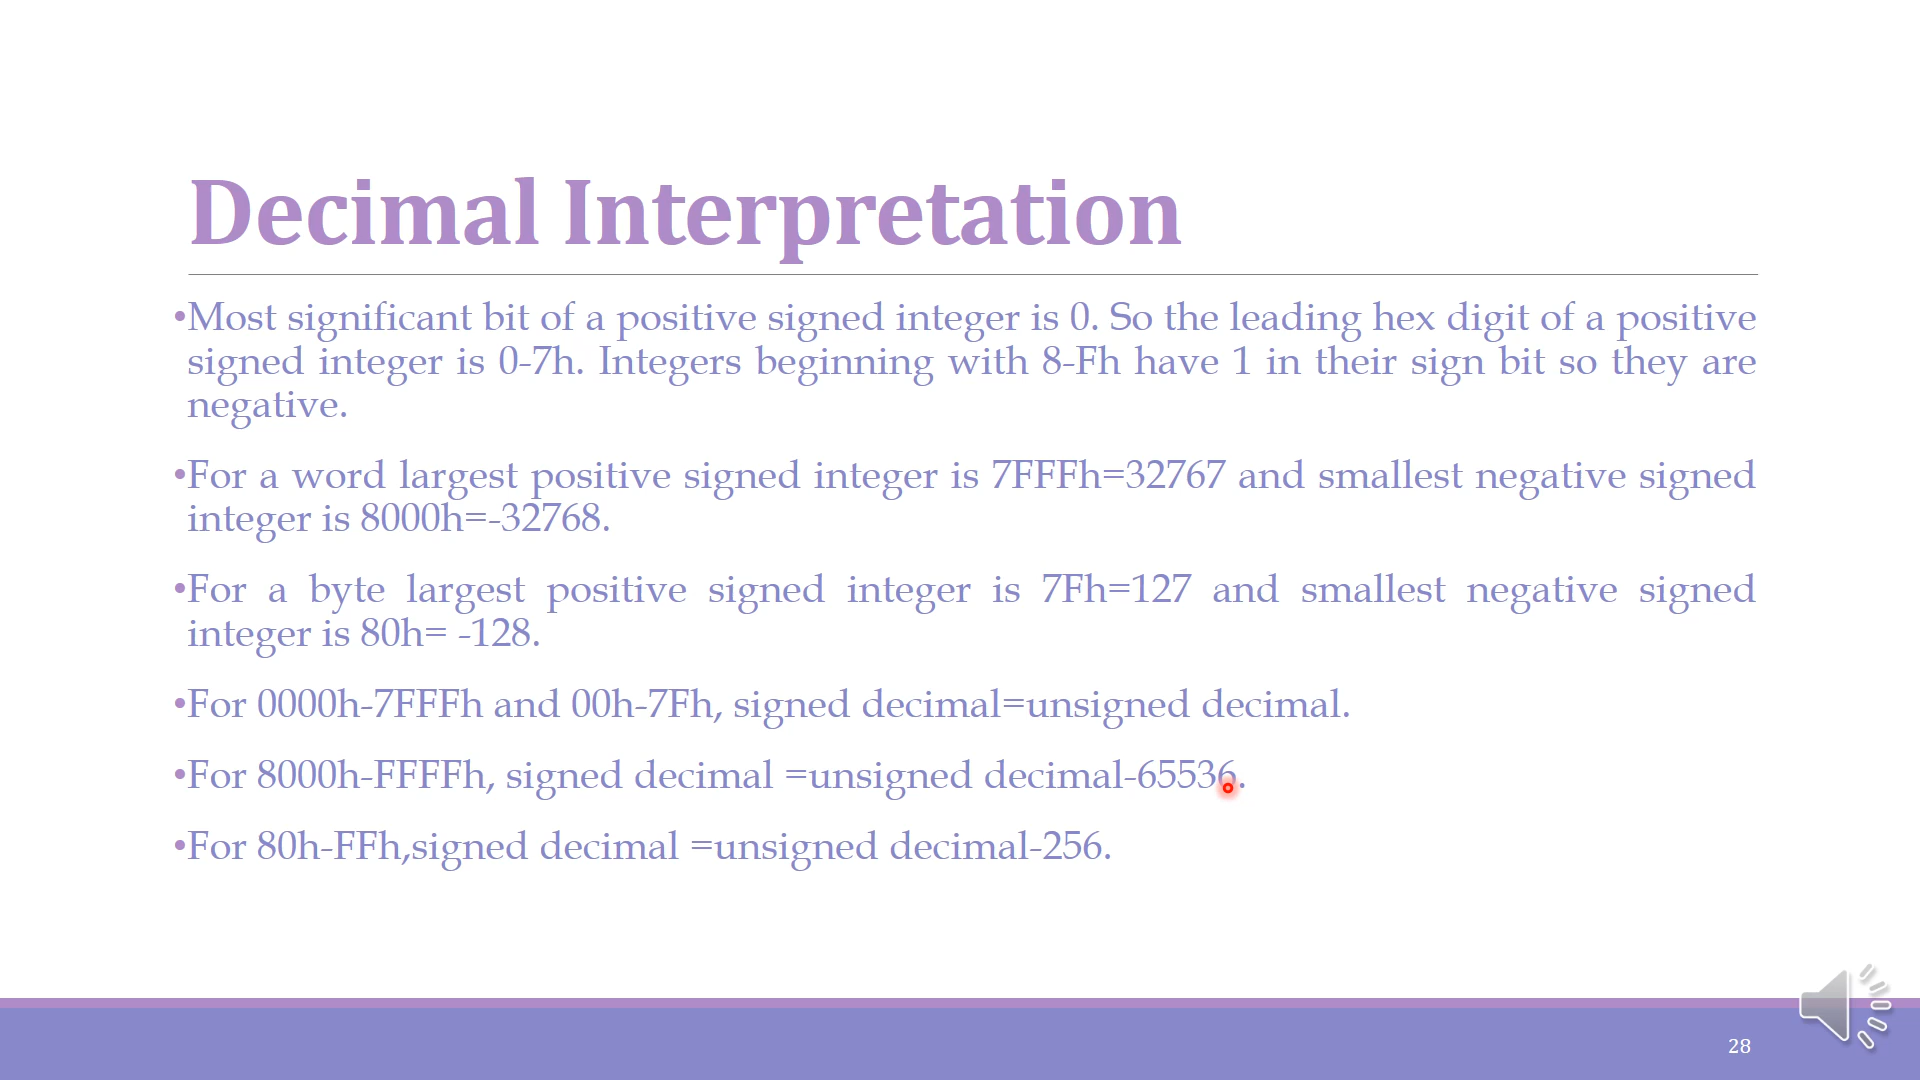 Decimal Interpretation
•Most significant bit of a positive signed integer is 0. So the leading hex digit of a positive
signed integer is 0-7h. Integers beginning with 8-Fh have 1 in their sign bit so they are
negative.
•For a word largest positive signed integer is 7FFFh=32767 and smallest negative signed
integer is 8000h=-32768.
•For a byte largest positive signed integer is 7Fh=127 and smallest negative signed
integer is 80h= -128.
•For 0000h-7FFFh and 00h-7Fh, signed decimal=unsigned decimal.
•For 8000h-FFFFh, signed decimal =unsigned decimal-65536.
•For 80h-FFh,signed decimal =unsigned decimal-256.
28